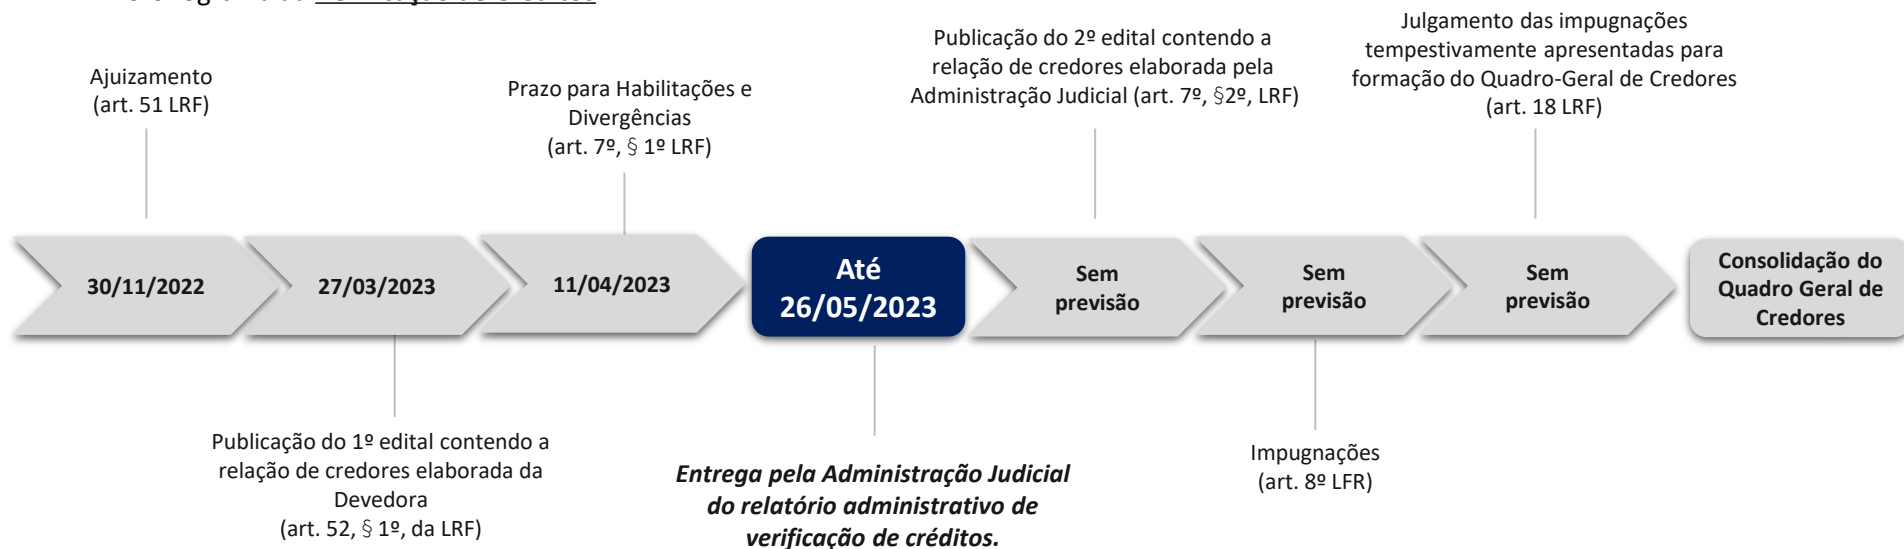 Ajuizamento
(art. 51 LRF)
Prazo para Habilitações e
Divergências
(art. 7º, § 1º LRF)
Publicação do 2º edital contendo a
relação de credores elaborada pela
Administração Judicial (art. 7º, §2º, LRF)
Julgamento das impugnações
tempestivamente apresentadas para
formação do Quadro-Geral de Credores
(art. 18 LRF)
30/11/2022
27/03/2023
11/04/2023
Até
26/05/2023
Sem
previsão
Sem
previsão
Sem
previsão
Consolidação do
Quadro Geral de
Credores
Publicação do 1º edital contendo a
relação de credores elaborada da
Devedora
(art. 52, § 1º, da LRF)
Entrega pela Administração Judicial
do relatório administrativo de
verificação de créditos.
Impugnações
(art. 8º LFR)